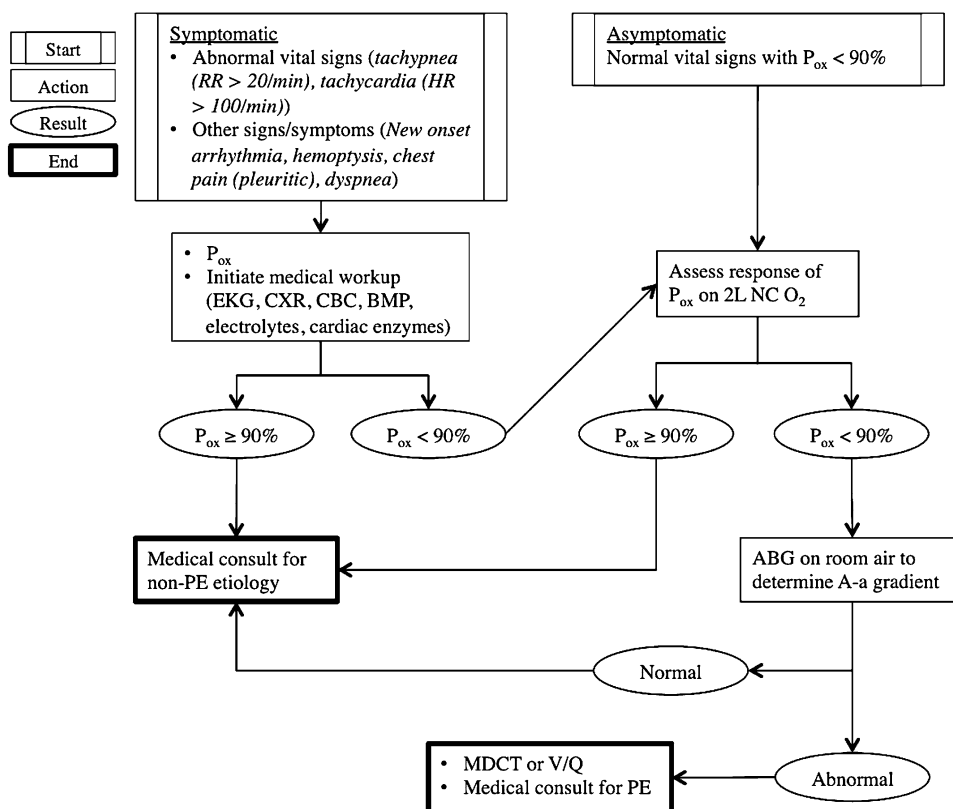 Start
Action
Result
End
Symptomatic
• Abnormal vital signs (tachypnea
(RR > 20/min), tachycardia (HR
> 100/min))
• Other signs/symptoms (New onset
arrhythmia, hemoptysis, chest
pain (pleuritic), dyspnea)
Asymptomatic
Normal vital signs with Pox < 90%
• Pox
• Initiate medical workup
(EKG, CXR, CBC, BMP,
electrolytes, cardiac enzymes)
Assess response of
Pox on 2L NC O2
Pox ≥ 90%
Pox < 90%
Pox ≥ 90%
Pox < 90%
Medical consult for
non-PE etiology
ABG on room air to
determine A-a gradient
Normal
• MDCT or V/Q
• Medical consult for PE
Abnormal